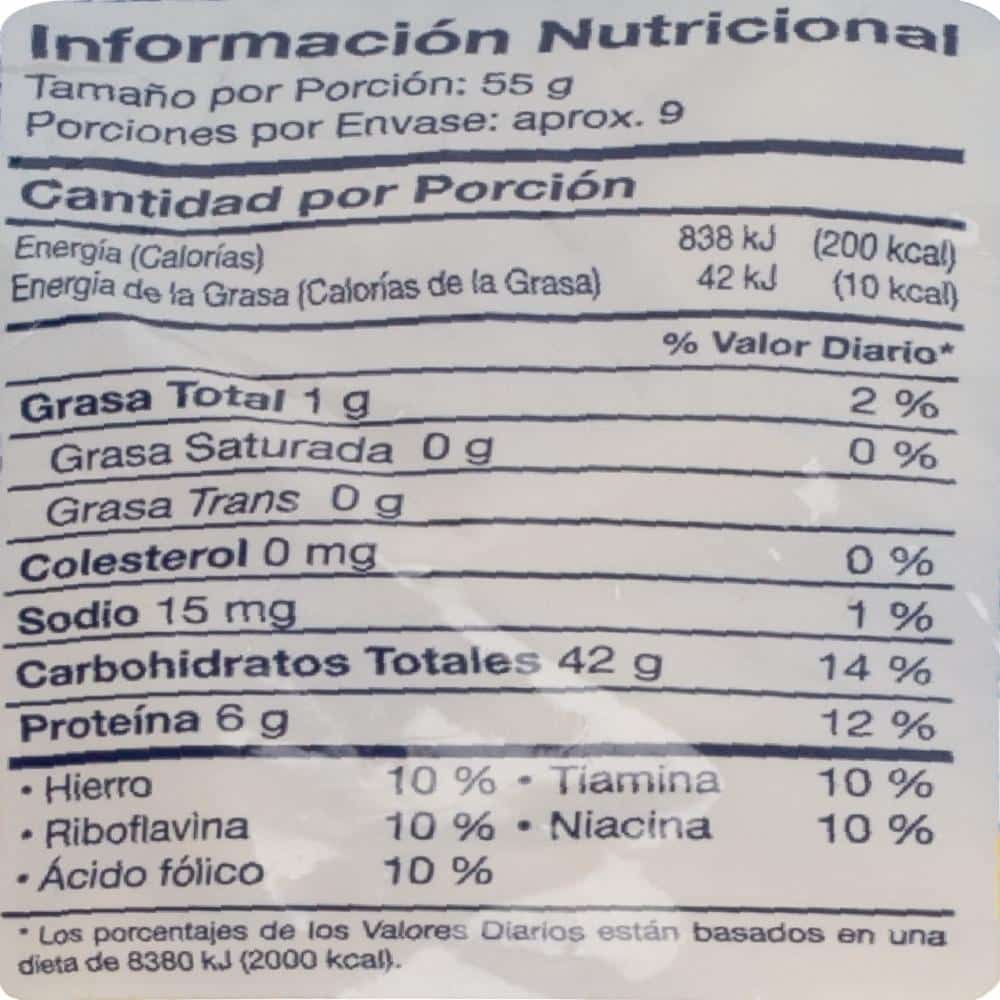 Información Nutricional
Tamaño por Porción: 55 g
Porciones por Envase: aprox. 9
Cantidad por Porción
Energía (Calorías) 838 kJ (200 kcal)
Energia de la Grasa (Calorías de la Grasa) 42 kJ (10 kcal)
% Valor Diario*
Grasa Total 1 g 2 %
Grasa Saturada 0 g 0 %
Grasa Trans 0 g
Colesterol 0 mg 0 %
Sodio 15 mg 1 %
Carbohidratos Totales 42 g 14 %
Proteína 6 g 12 %
• Hierro 10 % • Tiamina 10 %
• Riboflavina 10 % • Niacina 10 %
• Ácido fólico 10 %
* Los porcentajes de los Valores Diarios están basados en una
dieta de 8380 kJ (2000 kcal).